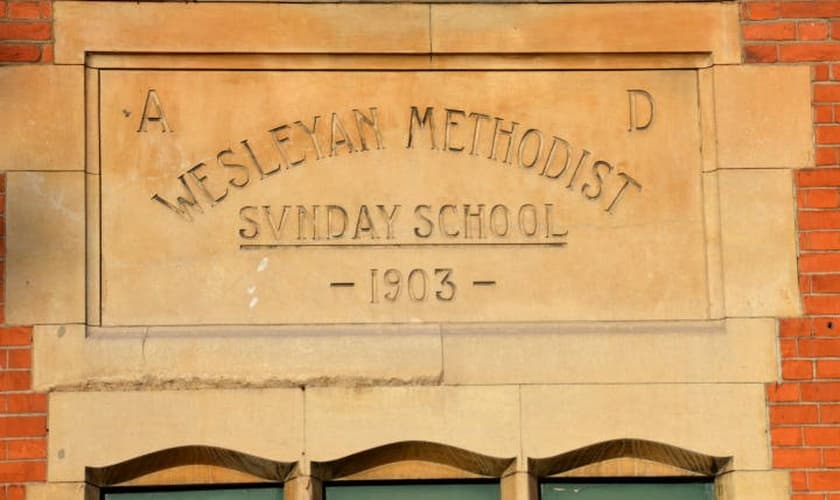 A D
WESLEYAN METHODIST
SVNDAY SCHOOL
- 1903 -